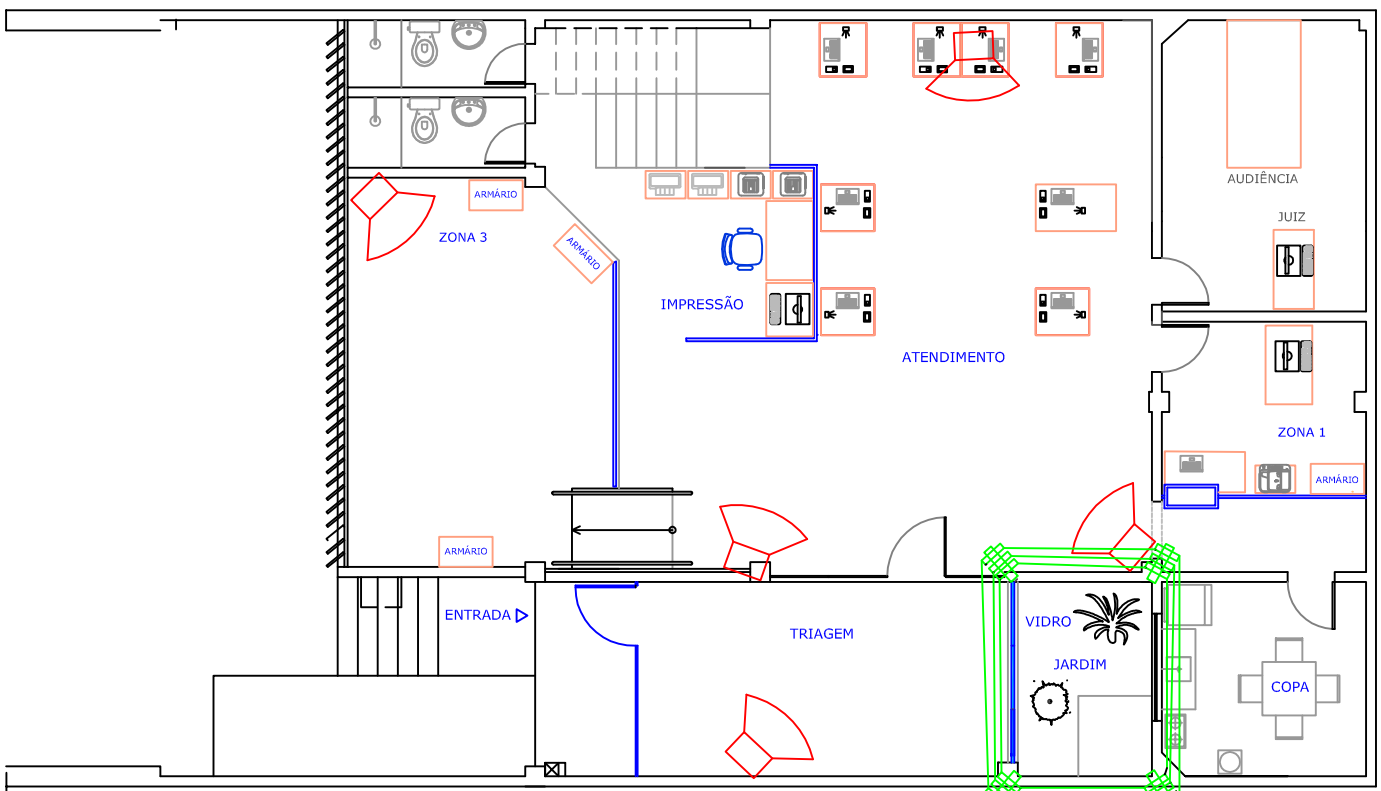 AUDIÊNCIA
ARMÁRIO
JUIZ
ZONA 3
ARMÁRIO
IMPRESSÃO
ATENDIMENTO
ZONA 1
ARMÁRIO
ARMÁRIO
ENTRADA
VIDRO
TRIAGEM
JARDIM
COPA